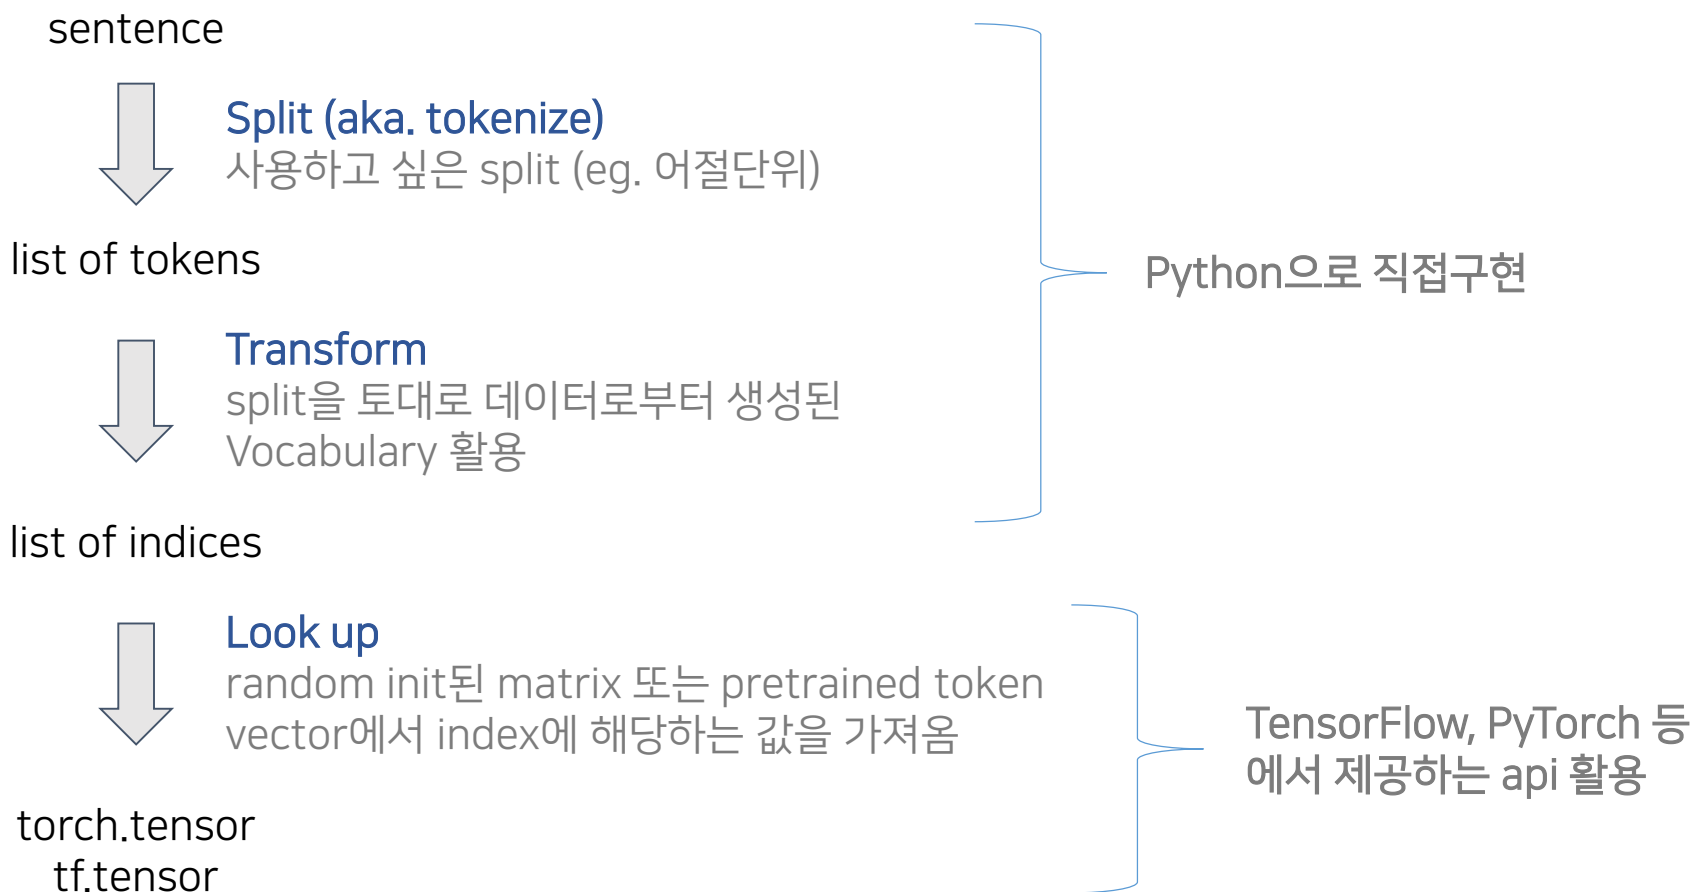 sentence
Split (aka. tokenize)
사용하고 싶은 split (eg. 어절단위)
list of tokens
Python으로 직접구현
Transform
split을 토대로 데이터로부터 생성된
Vocabulary 활용
list of indices
Look up
random init된 matrix 또는 pretrained token
vector에서 index에 해당하는 값을 가져옴
TensorFlow, PyTorch 등
에서 제공하는 api 활용
torch.tensor
tf.tensor